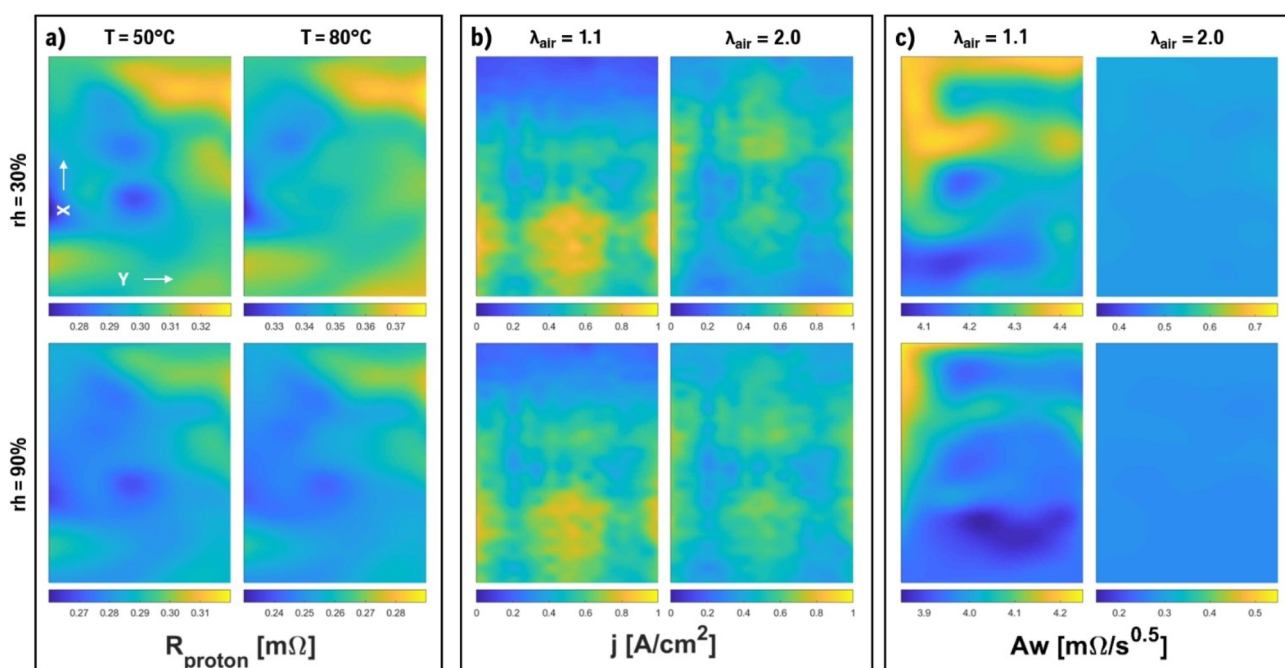 a) T = 50°C T = 80°C
b) λair = 1.1 λair = 2.0
c) λair = 1.1 λair = 2.0
rh = 30%
X
Y
0.28 0.29 0.30 0.31 0.32
0.33 0.34 0.35 0.36 0.37
0 0.2 0.4 0.6 0.8 1
0 0.2 0.4 0.6 0.8 1
4.1 4.2 4.3 4.4
0.4 0.5 0.6 0.7
rh = 90%
0.27 0.28 0.29 0.30 0.31
0.24 0.25 0.26 0.27 0.28
0 0.2 0.4 0.6 0.8 1
0 0.2 0.4 0.6 0.8 1
3.9 4.0 4.1 4.2
0.2 0.3 0.4 0.5
Rproton [mΩ]
j [A/cm²]
Aw [mΩ/s⁰·⁵]